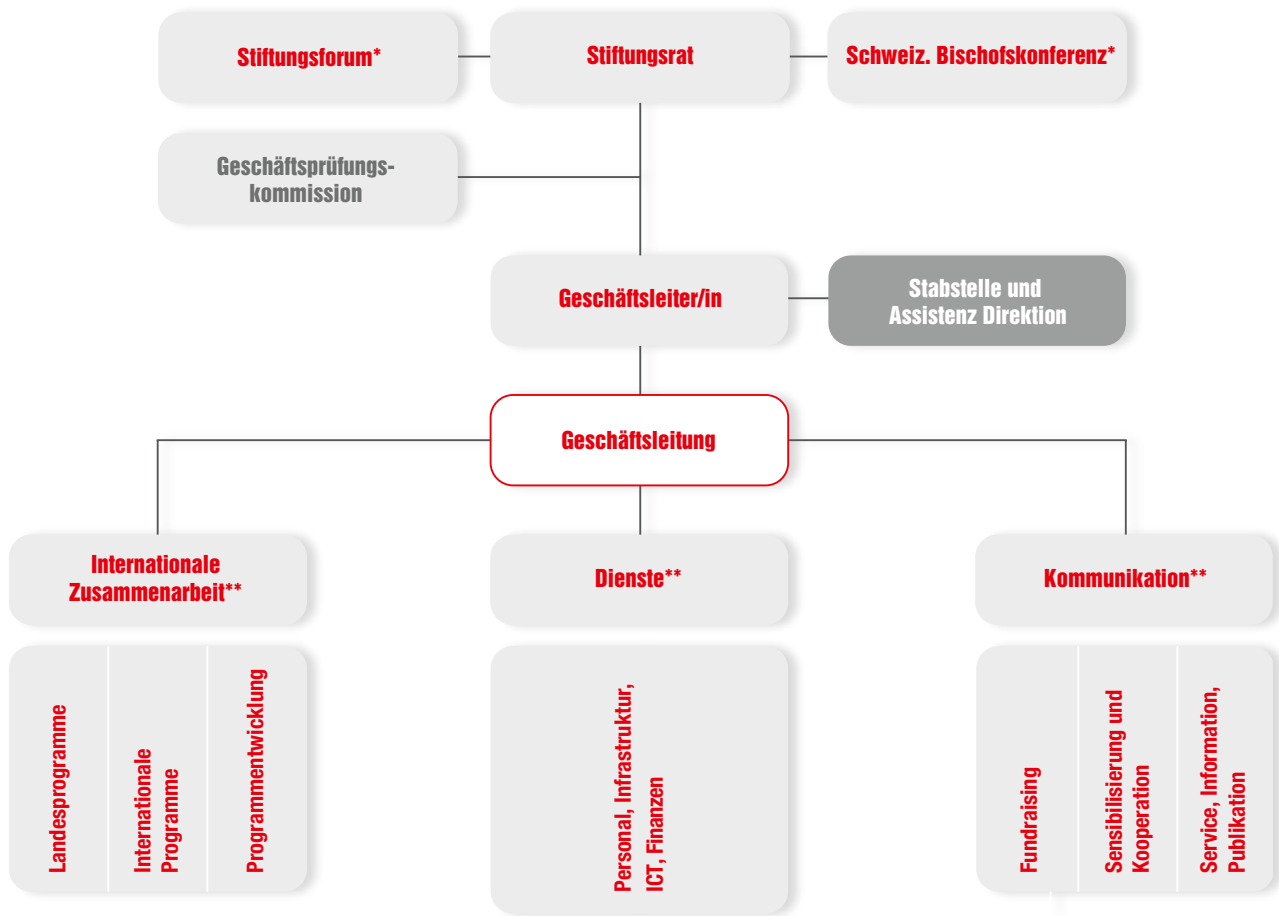 Stiftungsforum*
Stiftungsrat
Schweiz. Bischofskonferenz*
Geschäftsprüfungs-
kommission
Geschäftsleiter/in
Stabstelle und
Assistenz Direktion
Geschäftsleitung
Internationale
Zusammenarbeit**
Dienste**
Kommunikation**
Landesprogramme
Internationale
Programme
Programmentwicklung
Personal, Infrastruktur,
ICT, Finanzen
Fundraising
Sensibilisierung und
Kooperation
Service, Information,
Publikation